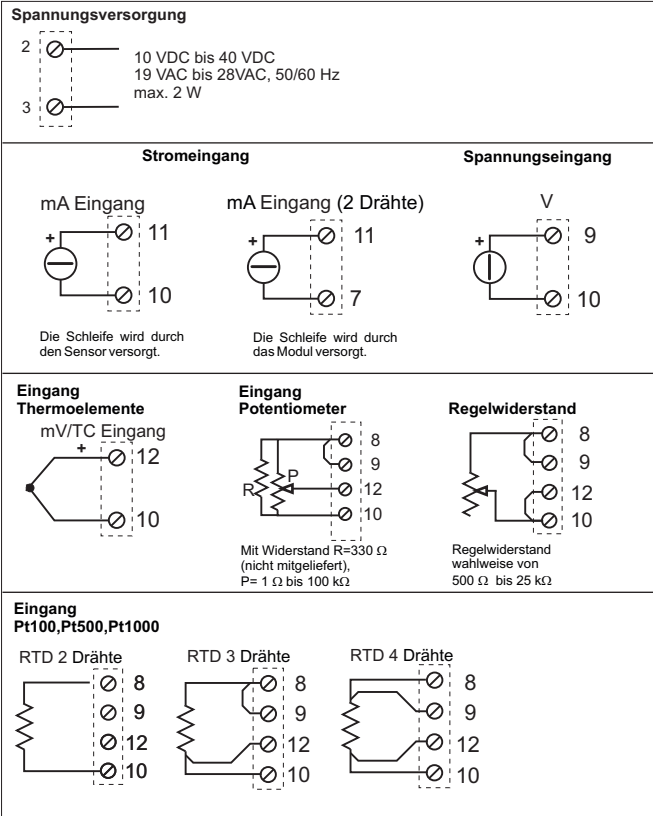 Spannungsversorgung
2
10 VDC bis 40 VDC
19 VAC bis 28VAC, 50/60 Hz
max. 2 W
3
Stromeingang
Spannungseingang
mA Eingang
mA Eingang (2 Drähte)
V
+ 11
+ 11
+ 9
10
7
10
Die Schleife wird durch
den Sensor versorgt.
Die Schleife wird durch
das Modul versorgt.
Eingang
Thermoelemente
mV/TC Eingang
+ 12
10
Eingang
Potentiometer
8
9
R P 12
10
Mit Widerstand R=330 Ω
(nicht mitgeliefert),
P= 1 Ω bis 100 kΩ
Regelwiderstand
8
9
12
10
Regelwiderstand
wahlweise von
500 Ω bis 25 kΩ
Eingang
Pt100,Pt500,Pt1000
RTD 2 Drähte
8
9
12
10
RTD 3 Drähte
8
9
12
10
RTD 4 Drähte
8
9
12
10